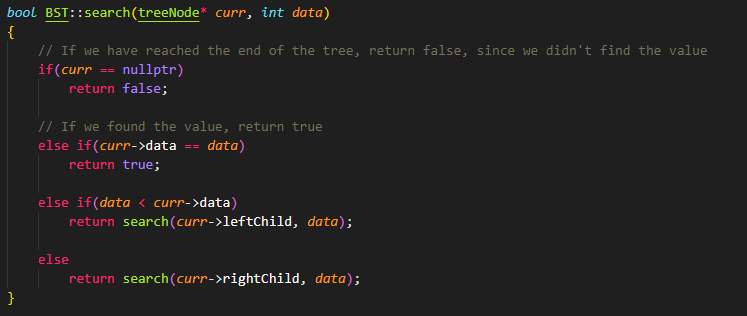 bool BST::search(treeNode* curr, int data)
{
    // If we have reached the end of the tree, return false, since we didn't find the value
    if(curr == nullptr)
        return false;

    // If we found the value, return true
    else if(curr->data == data)
        return true;

    else if(data < curr->data)
        return search(curr->leftChild, data);

    else
        return search(curr->rightChild, data);
}